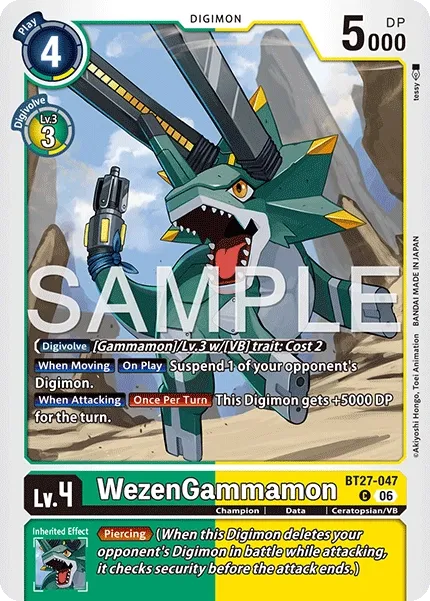 DIGIMON
Play
4
5000 DP
Digivolve
Lv.3
3
tessy
SAMPLE
Digivolve [Gammamon]/Lv.3 w/[VB] trait: Cost 2
When Moving On Play Suspend 1 of your opponent's
Digimon.
When Attacking Once Per Turn This Digimon gets +5000 DP
for the turn.
©Akiyoshi Hongo, Toei Animation BANDAI MADE IN JAPAN
Lv.4
WezenGammamon
BT27-047
C 06
Champion | Data | Ceratopsian/VB
Inherited Effect
Piercing (When this Digimon deletes your
opponent's Digimon in battle while attacking,
it checks security before the attack ends.)